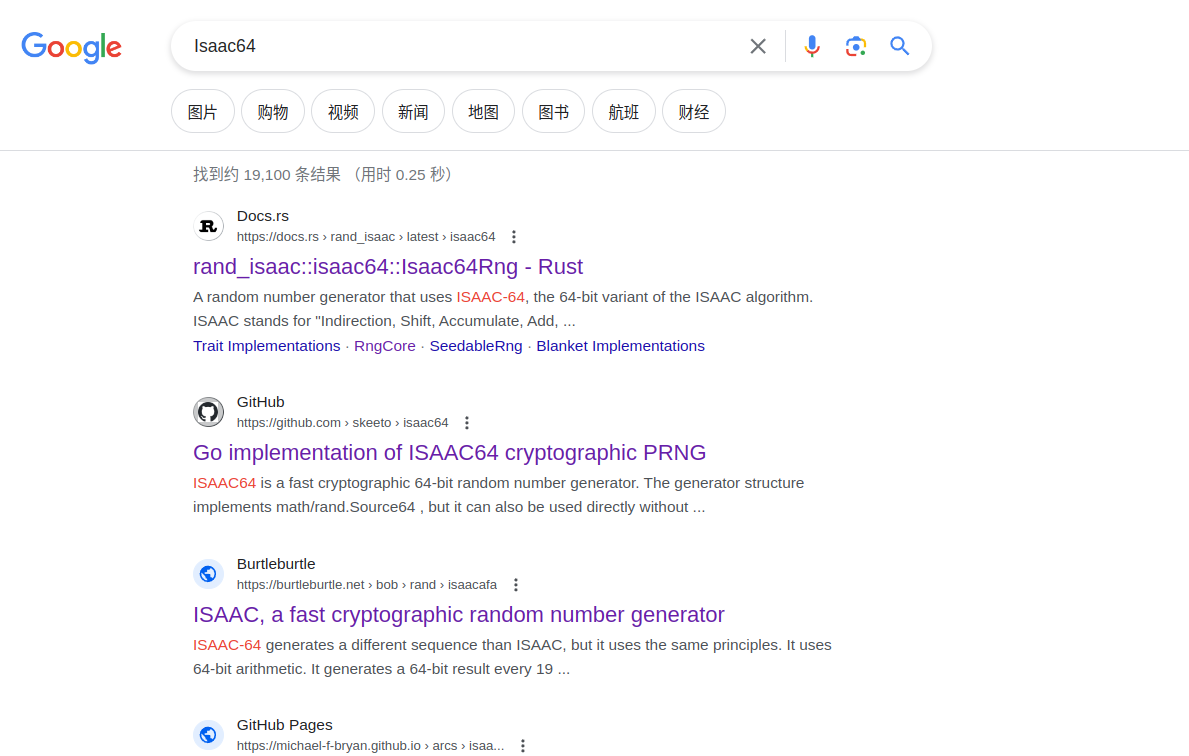 Google
Isaac64
图片 购物 视频 新闻 地图 图书 航班 财经
找到约 19,100 条结果 （用时 0.25 秒）
Docs.rs
https://docs.rs › rand_isaac › latest › isaac64
rand_isaac::isaac64::Isaac64Rng - Rust
A random number generator that uses ISAAC-64, the 64-bit variant of the ISAAC algorithm.
ISAAC stands for "Indirection, Shift, Accumulate, Add, ...
Trait Implementations · RngCore · SeedableRng · Blanket Implementations
GitHub
https://github.com › skeeto › isaac64
Go implementation of ISAAC64 cryptographic PRNG
ISAAC64 is a fast cryptographic 64-bit random number generator. The generator structure
implements math/rand.Source64 , but it can also be used directly without ...
Burtleburtle
https://burtleburtle.net › bob › rand › isaacafa
ISAAC, a fast cryptographic random number generator
ISAAC-64 generates a different sequence than ISAAC, but it uses the same principles. It uses
64-bit arithmetic. It generates a 64-bit result every 19 ...
GitHub Pages
https://michael-f-bryan.github.io › arcs › isaa...